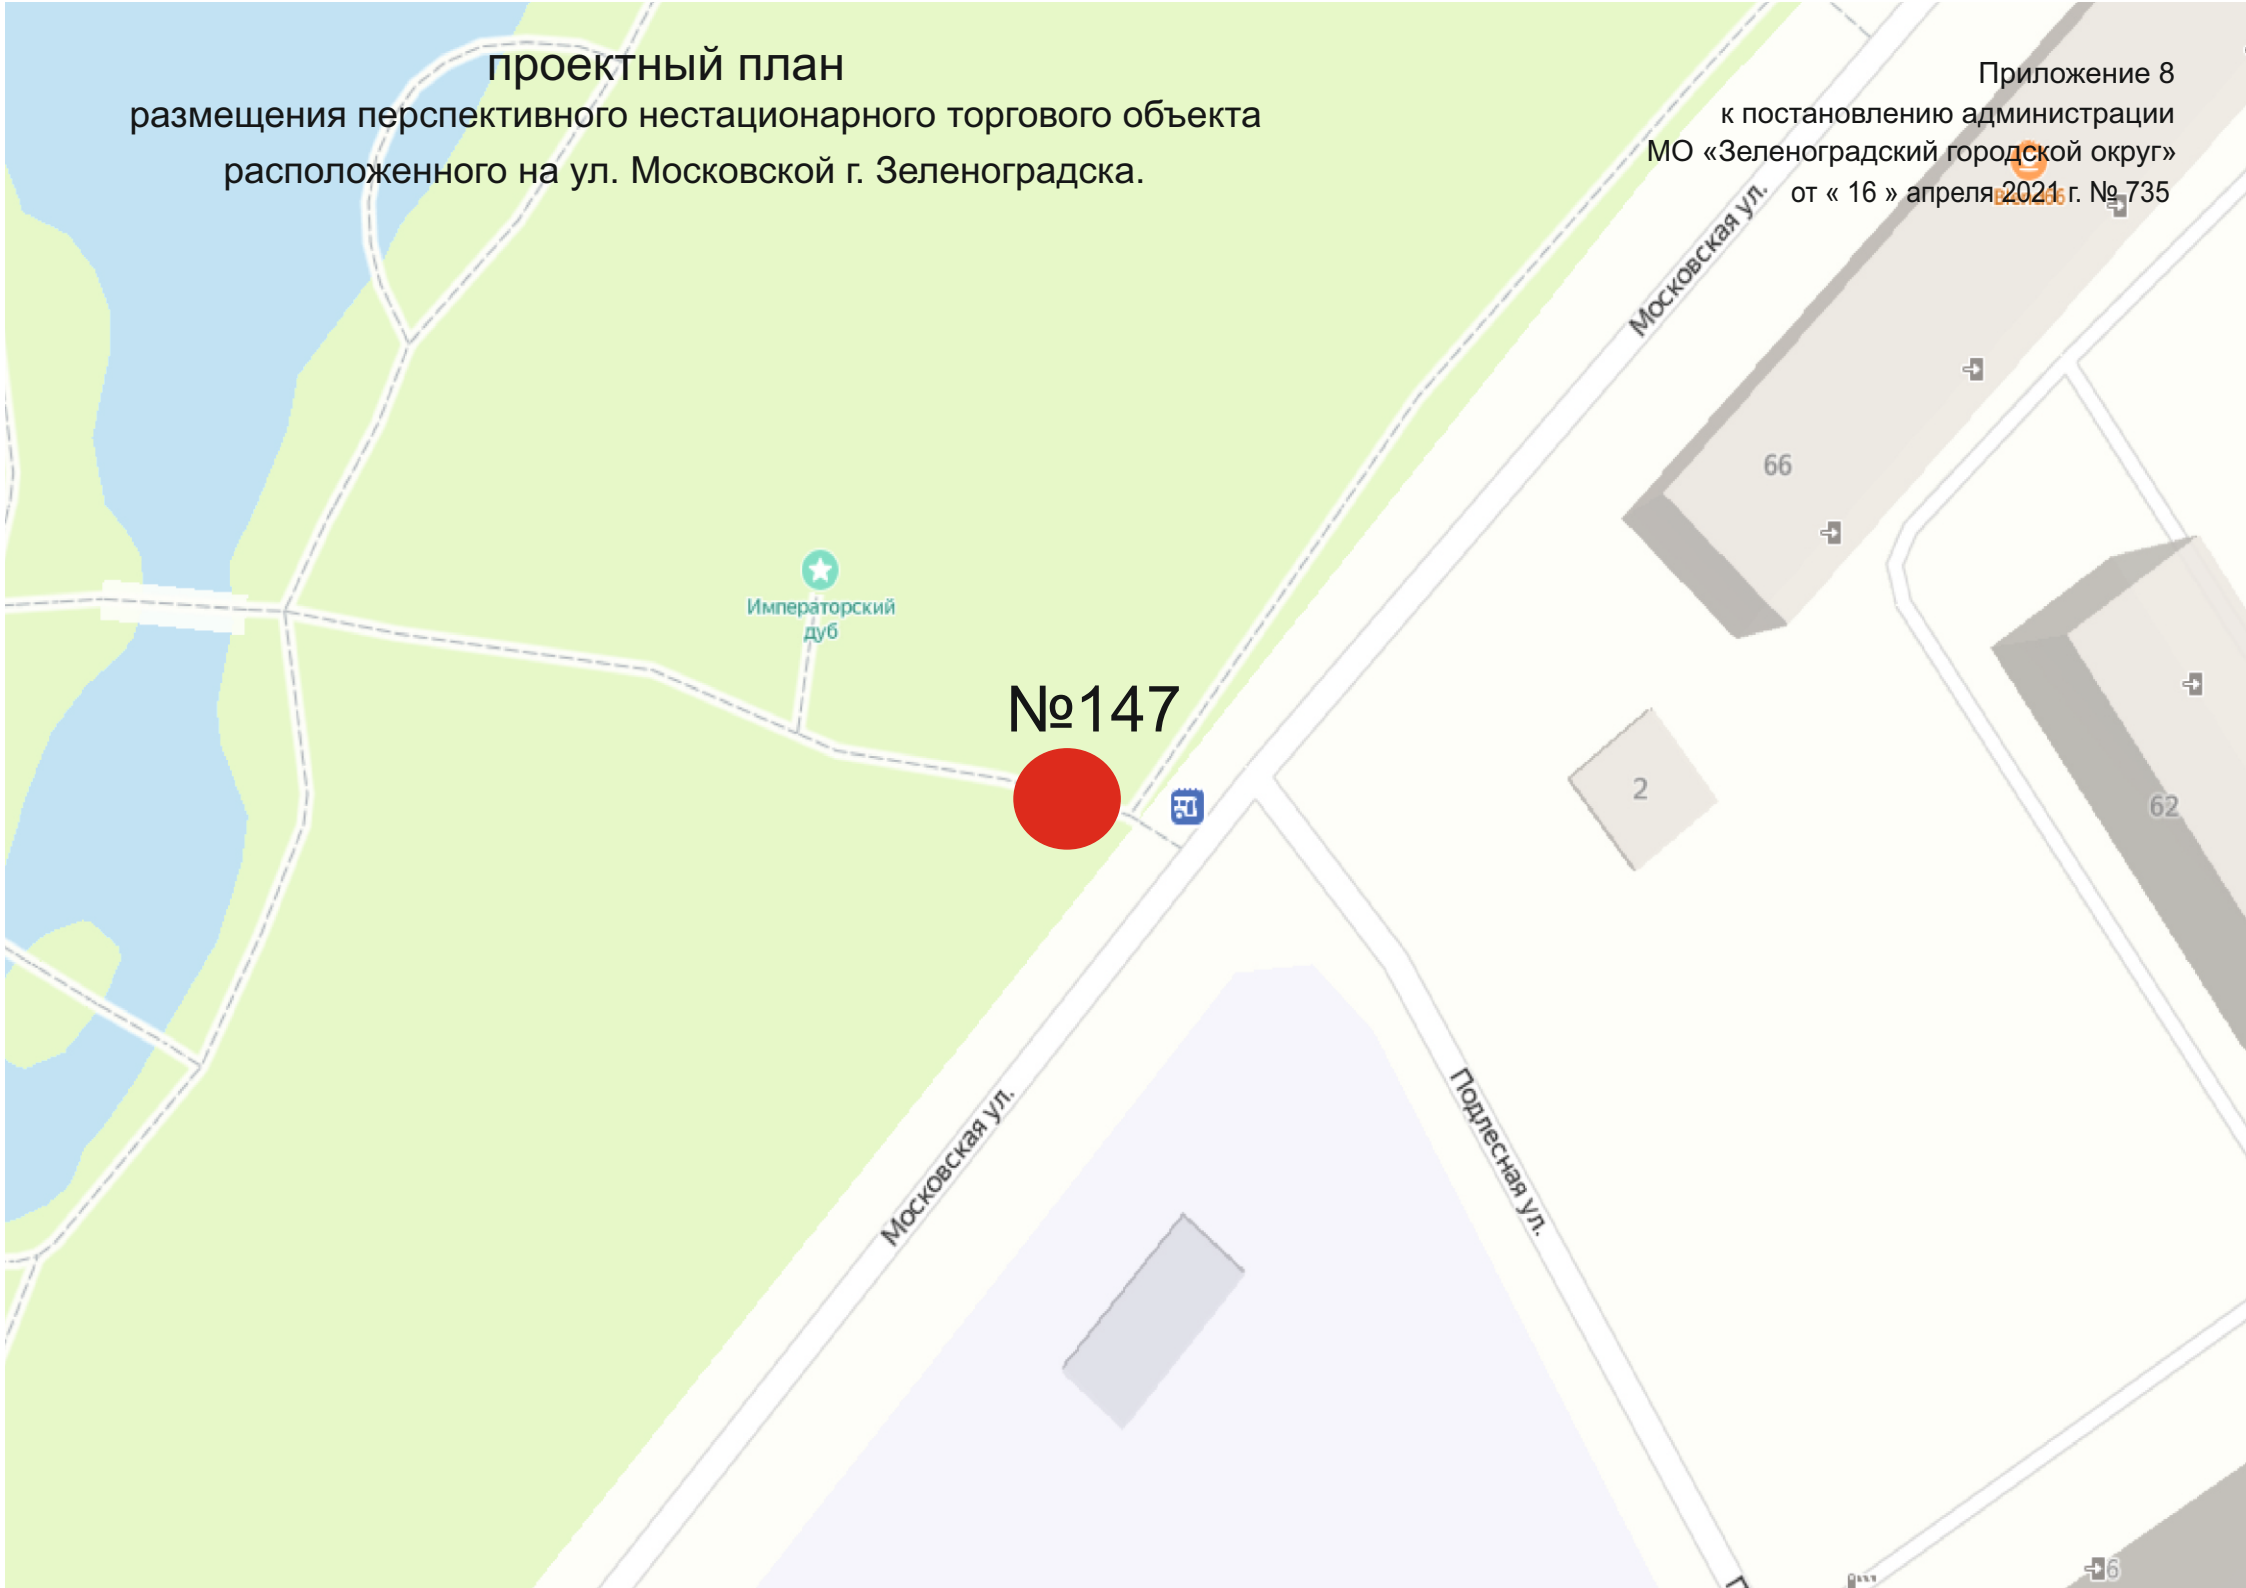 проектный план
размещения перспективного нестационарного торгового объекта
расположенного на ул. Московской г. Зеленоградска.
Приложение 8
к постановлению администрации
МО «Зеленоградский городской округ»
от « 16 » апреля 2021 г. № 735
Московская ул.
66
Императорский
дуб
№147
2
62
Московская ул.
Подлесная ул.
6